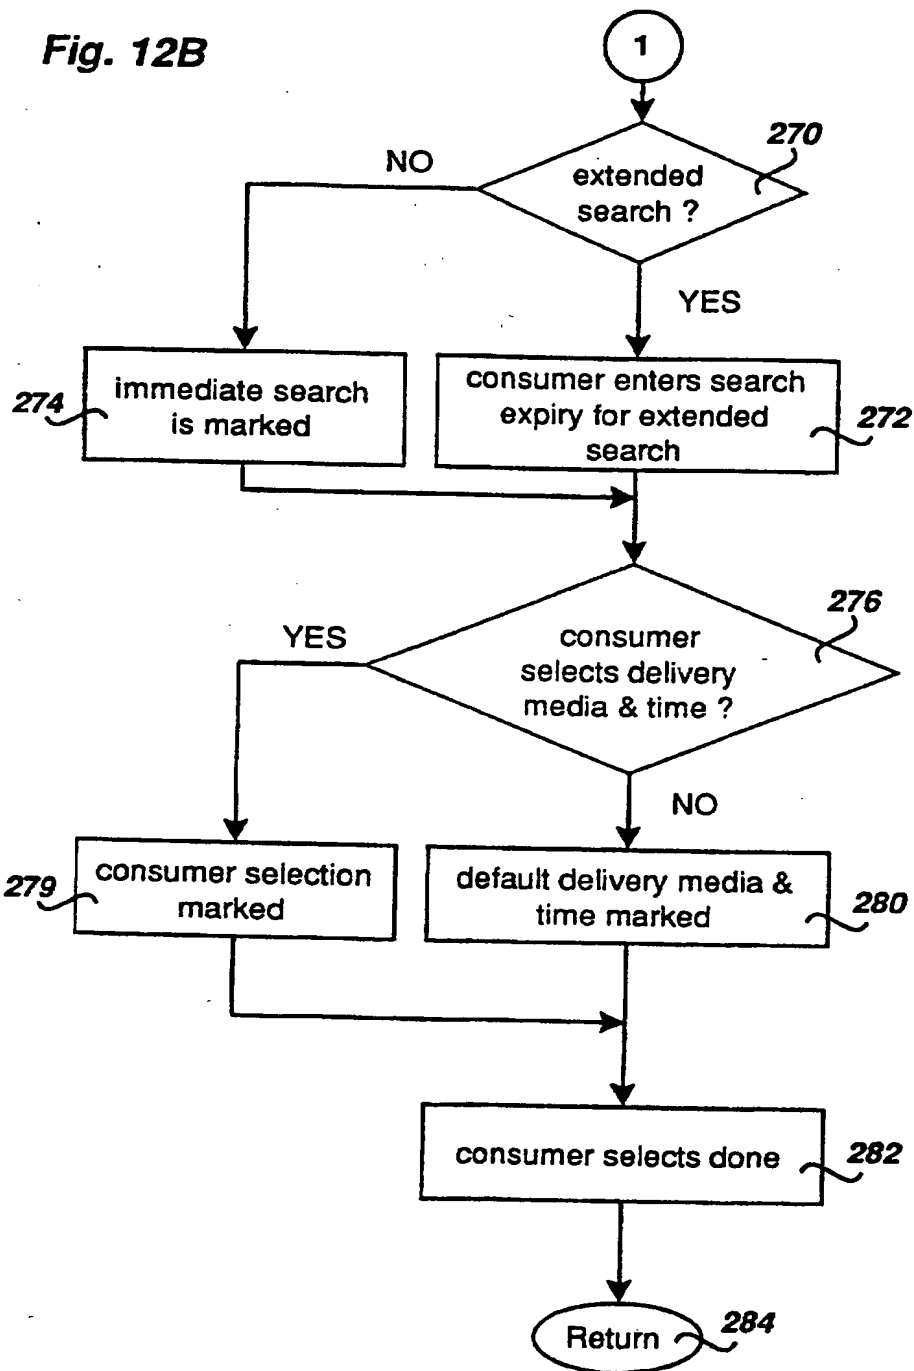 Fig. 12B
1
270
extended
search ?
NO
YES
274
immediate search
is marked
consumer enters search
expiry for extended
search
272
276
consumer
selects delivery
media & time ?
YES
NO
279
consumer selection
marked
default delivery media &
time marked
280
consumer selects done
282
Return
284